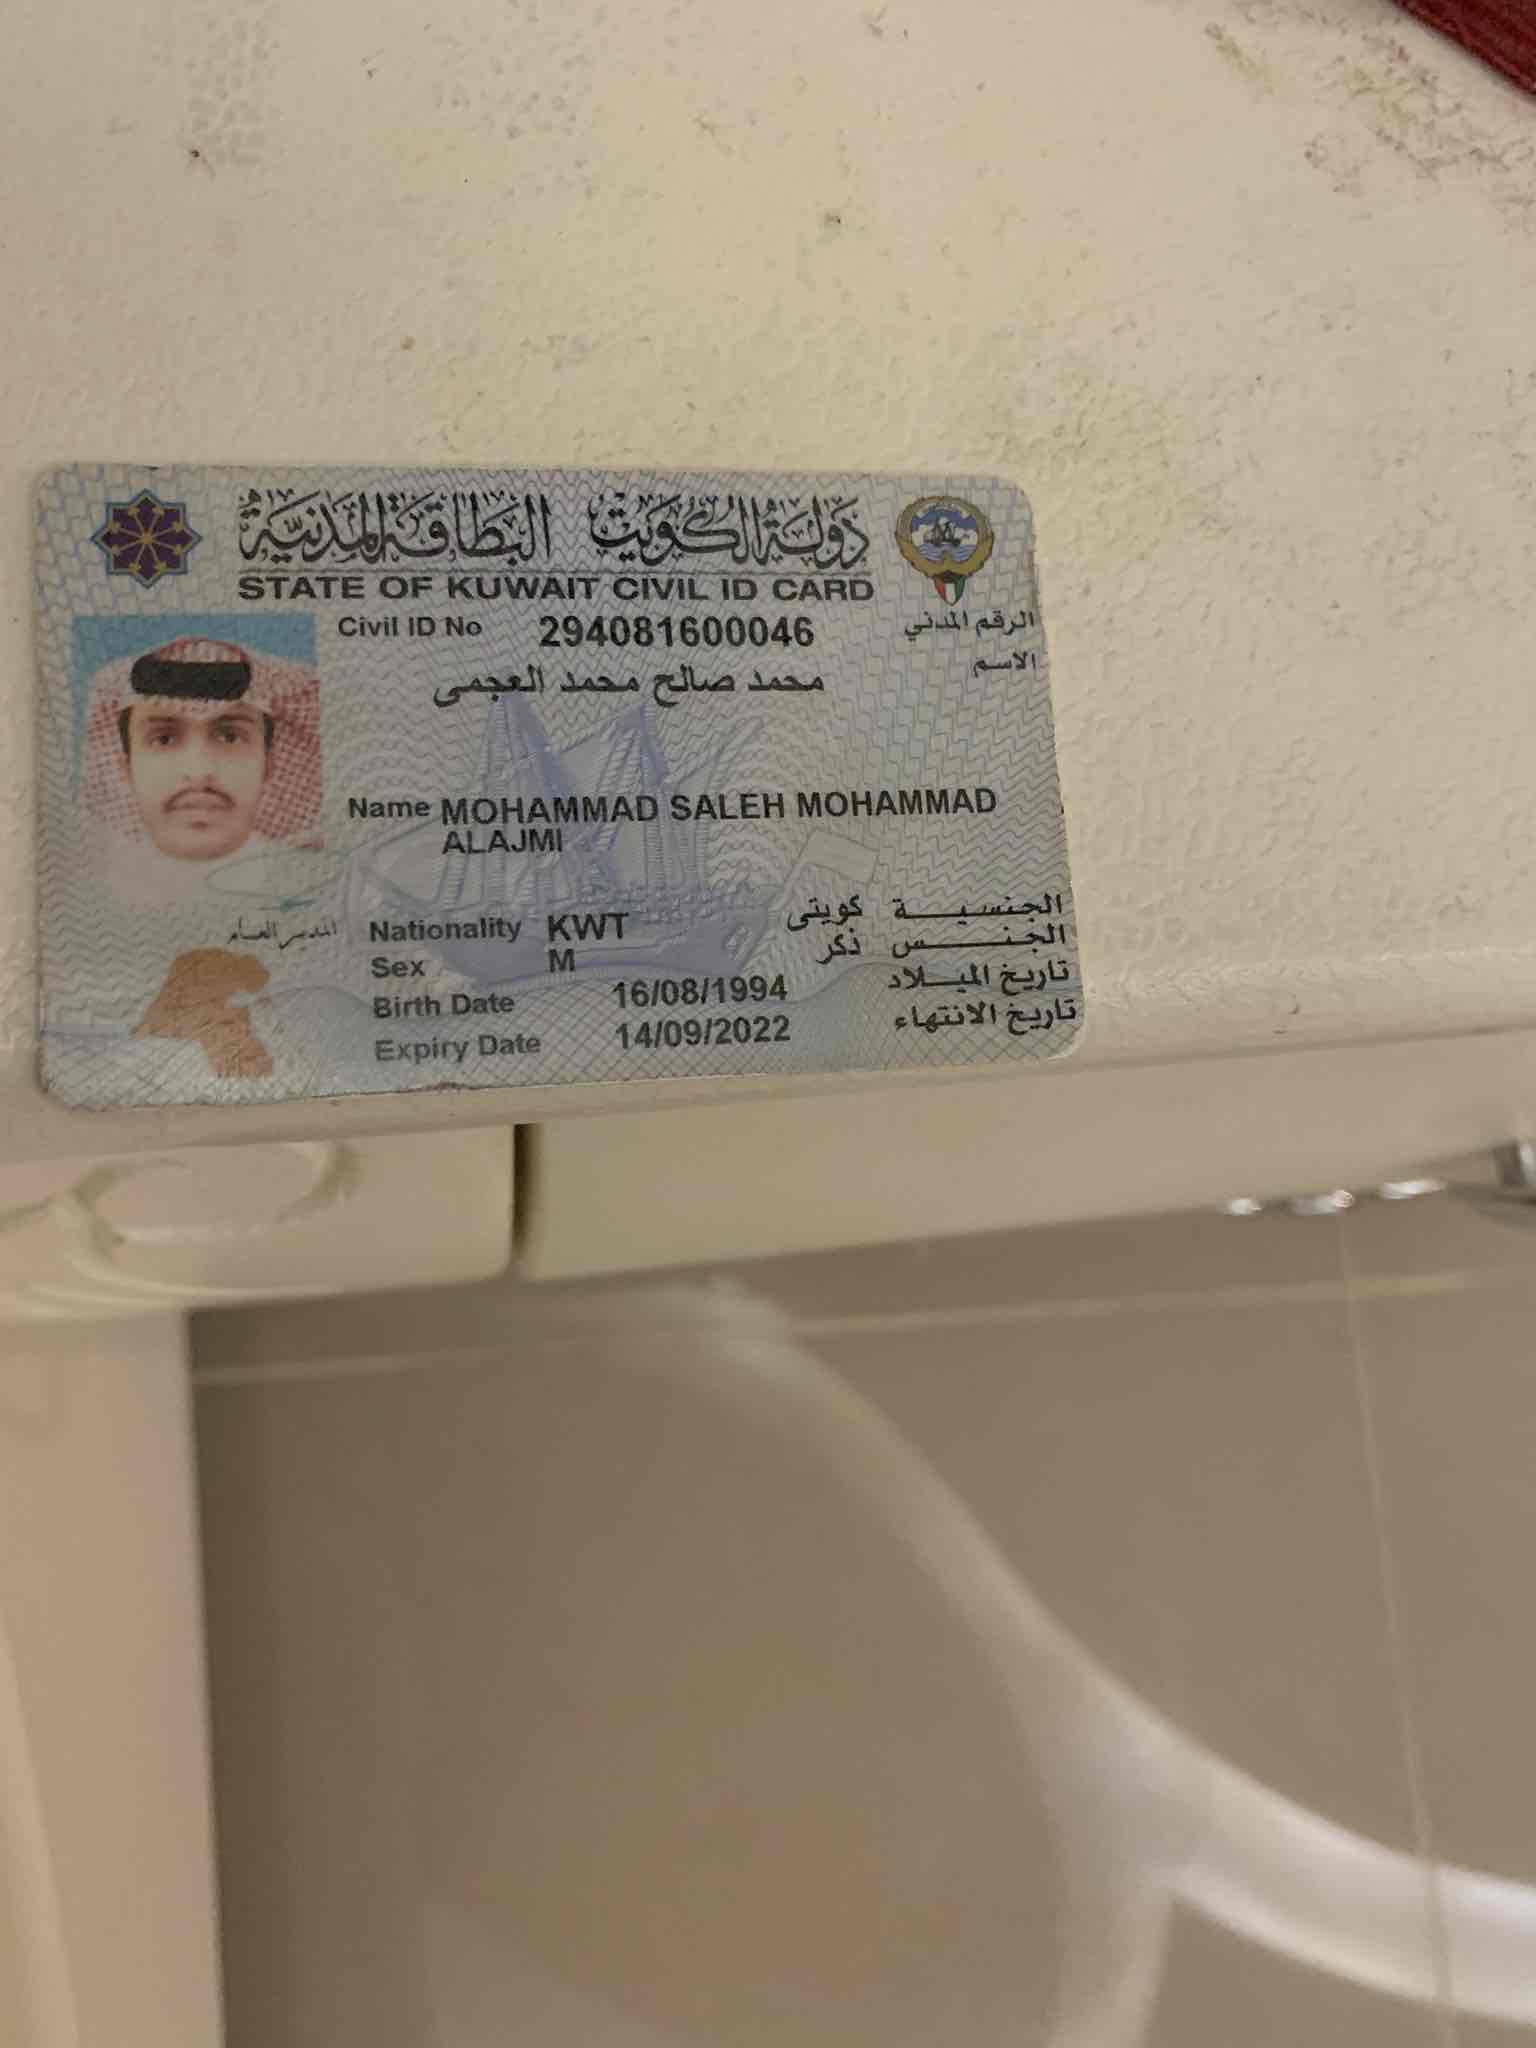 دولة الكويت البطاقة المدنية
STATE OF KUWAIT CIVIL ID CARD
Civil ID No 294081600046 الرقم المدني
الاسم
محمد صالح محمد العجمى
Name MOHAMMAD SALEH MOHAMMAD
ALAJMI
المدير العام
Nationality KWT كويتى الجنسية
Sex M ذكر الجنس
Birth Date 16/08/1994 تاريخ الميلاد
Expiry Date 14/09/2022 تاريخ الانتهاء